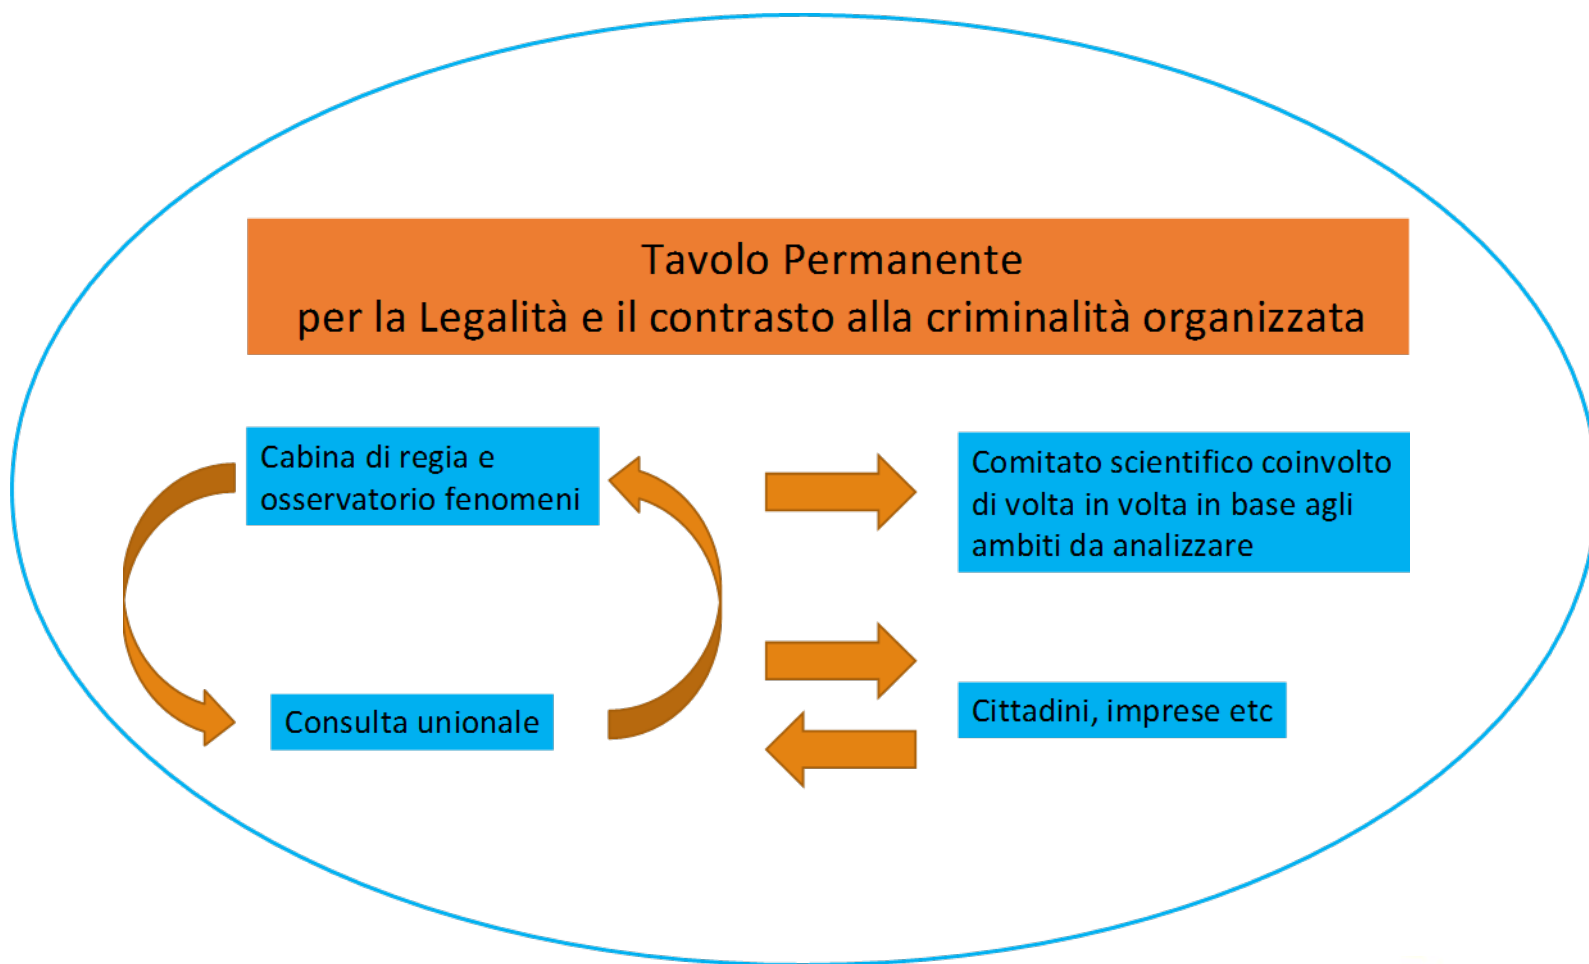 Tavolo Permanente
per la Legalità e il contrasto alla criminalità organizzata
Cabina di regia e
osservatorio fenomeni
Comitato scientifico coinvolto
di volta in volta in base agli
ambiti da analizzare
Consulta unionale
Cittadini, imprese etc